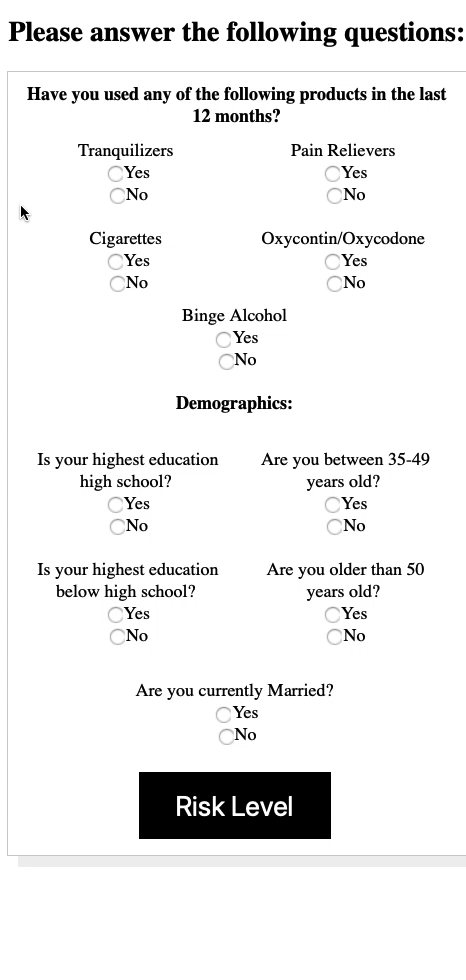 Please answer the following questions:
Have you used any of the following products in the last
12 months?
Tranquilizers
Yes
No
Pain Relievers
Yes
No
Cigarettes
Yes
No
Oxycontin/Oxycodone
Yes
No
Binge Alcohol
Yes
No
Demographics:
Is your highest education
high school?
Yes
No
Are you between 35-49
years old?
Yes
No
Is your highest education
below high school?
Yes
No
Are you older than 50
years old?
Yes
No
Are you currently Married?
Yes
No
Risk Level